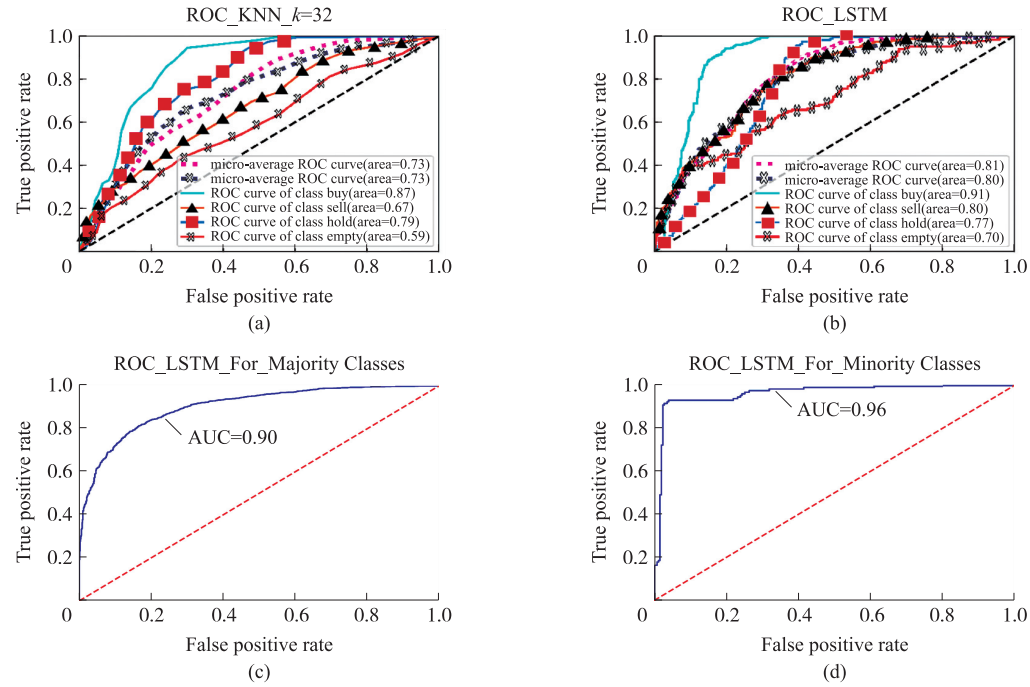 ROC_KNN_k=32
1.0
0.8
0.6
0.4
0.2
0
0.2
0.4
0.6
0.8
1.0
True positive rate
False positive rate
micro-average ROC curve(area=0.73)
micro-average ROC curve(area=0.73)
ROC curve of class buy(area=0.87)
ROC curve of class sell(area=0.67)
ROC curve of class hold(area=0.79)
ROC curve of class empty(area=0.59)
(a)
ROC_LSTM
1.0
0.8
0.6
0.4
0.2
0
0.2
0.4
0.6
0.8
1.0
True positive rate
False positive rate
micro-average ROC curve(area=0.81)
micro-average ROC curve(area=0.80)
ROC curve of class buy(area=0.91)
ROC curve of class sell(area=0.80)
ROC curve of class hold(area=0.77)
ROC curve of class empty(area=0.70)
(b)
ROC_LSTM_For_Majority Classes
1.0
0.8
0.6
0.4
0.2
0
0.2
0.4
0.6
0.8
1.0
True positive rate
False positive rate
AUC=0.90
(c)
ROC_LSTM_For_Minority Classes
1.0
0.8
0.6
0.4
0.2
0
0.2
0.4
0.6
0.8
1.0
True positive rate
False positive rate
AUC=0.96
(d)